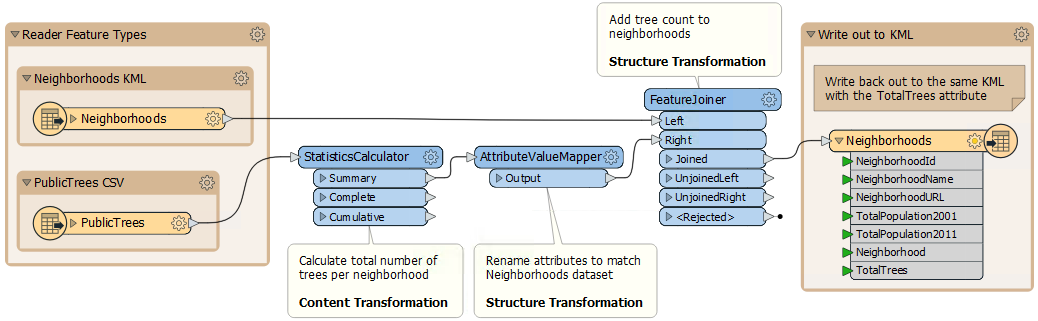 Reader Feature Types
Neighborhoods KML
Neighborhoods
PublicTrees CSV
PublicTrees
StatisticsCalculator
Summary
Complete
Cumulative
Calculate total number of
trees per neighborhood
Content Transformation
AttributeValueMapper
Output
Rename attributes to match
Neighborhoods dataset
Structure Transformation
Add tree count to
neighborhoods
Structure Transformation
FeatureJoiner
Left
Right
Joined
UnjoinedLeft
UnjoinedRight
<Rejected>
Write out to KML
Write back out to the same KML
with the TotalTrees attribute
Neighborhoods
NeighborhoodId
NeighborhoodName
NeighborhoodURL
TotalPopulation2001
TotalPopulation2011
Neighborhood
TotalTrees